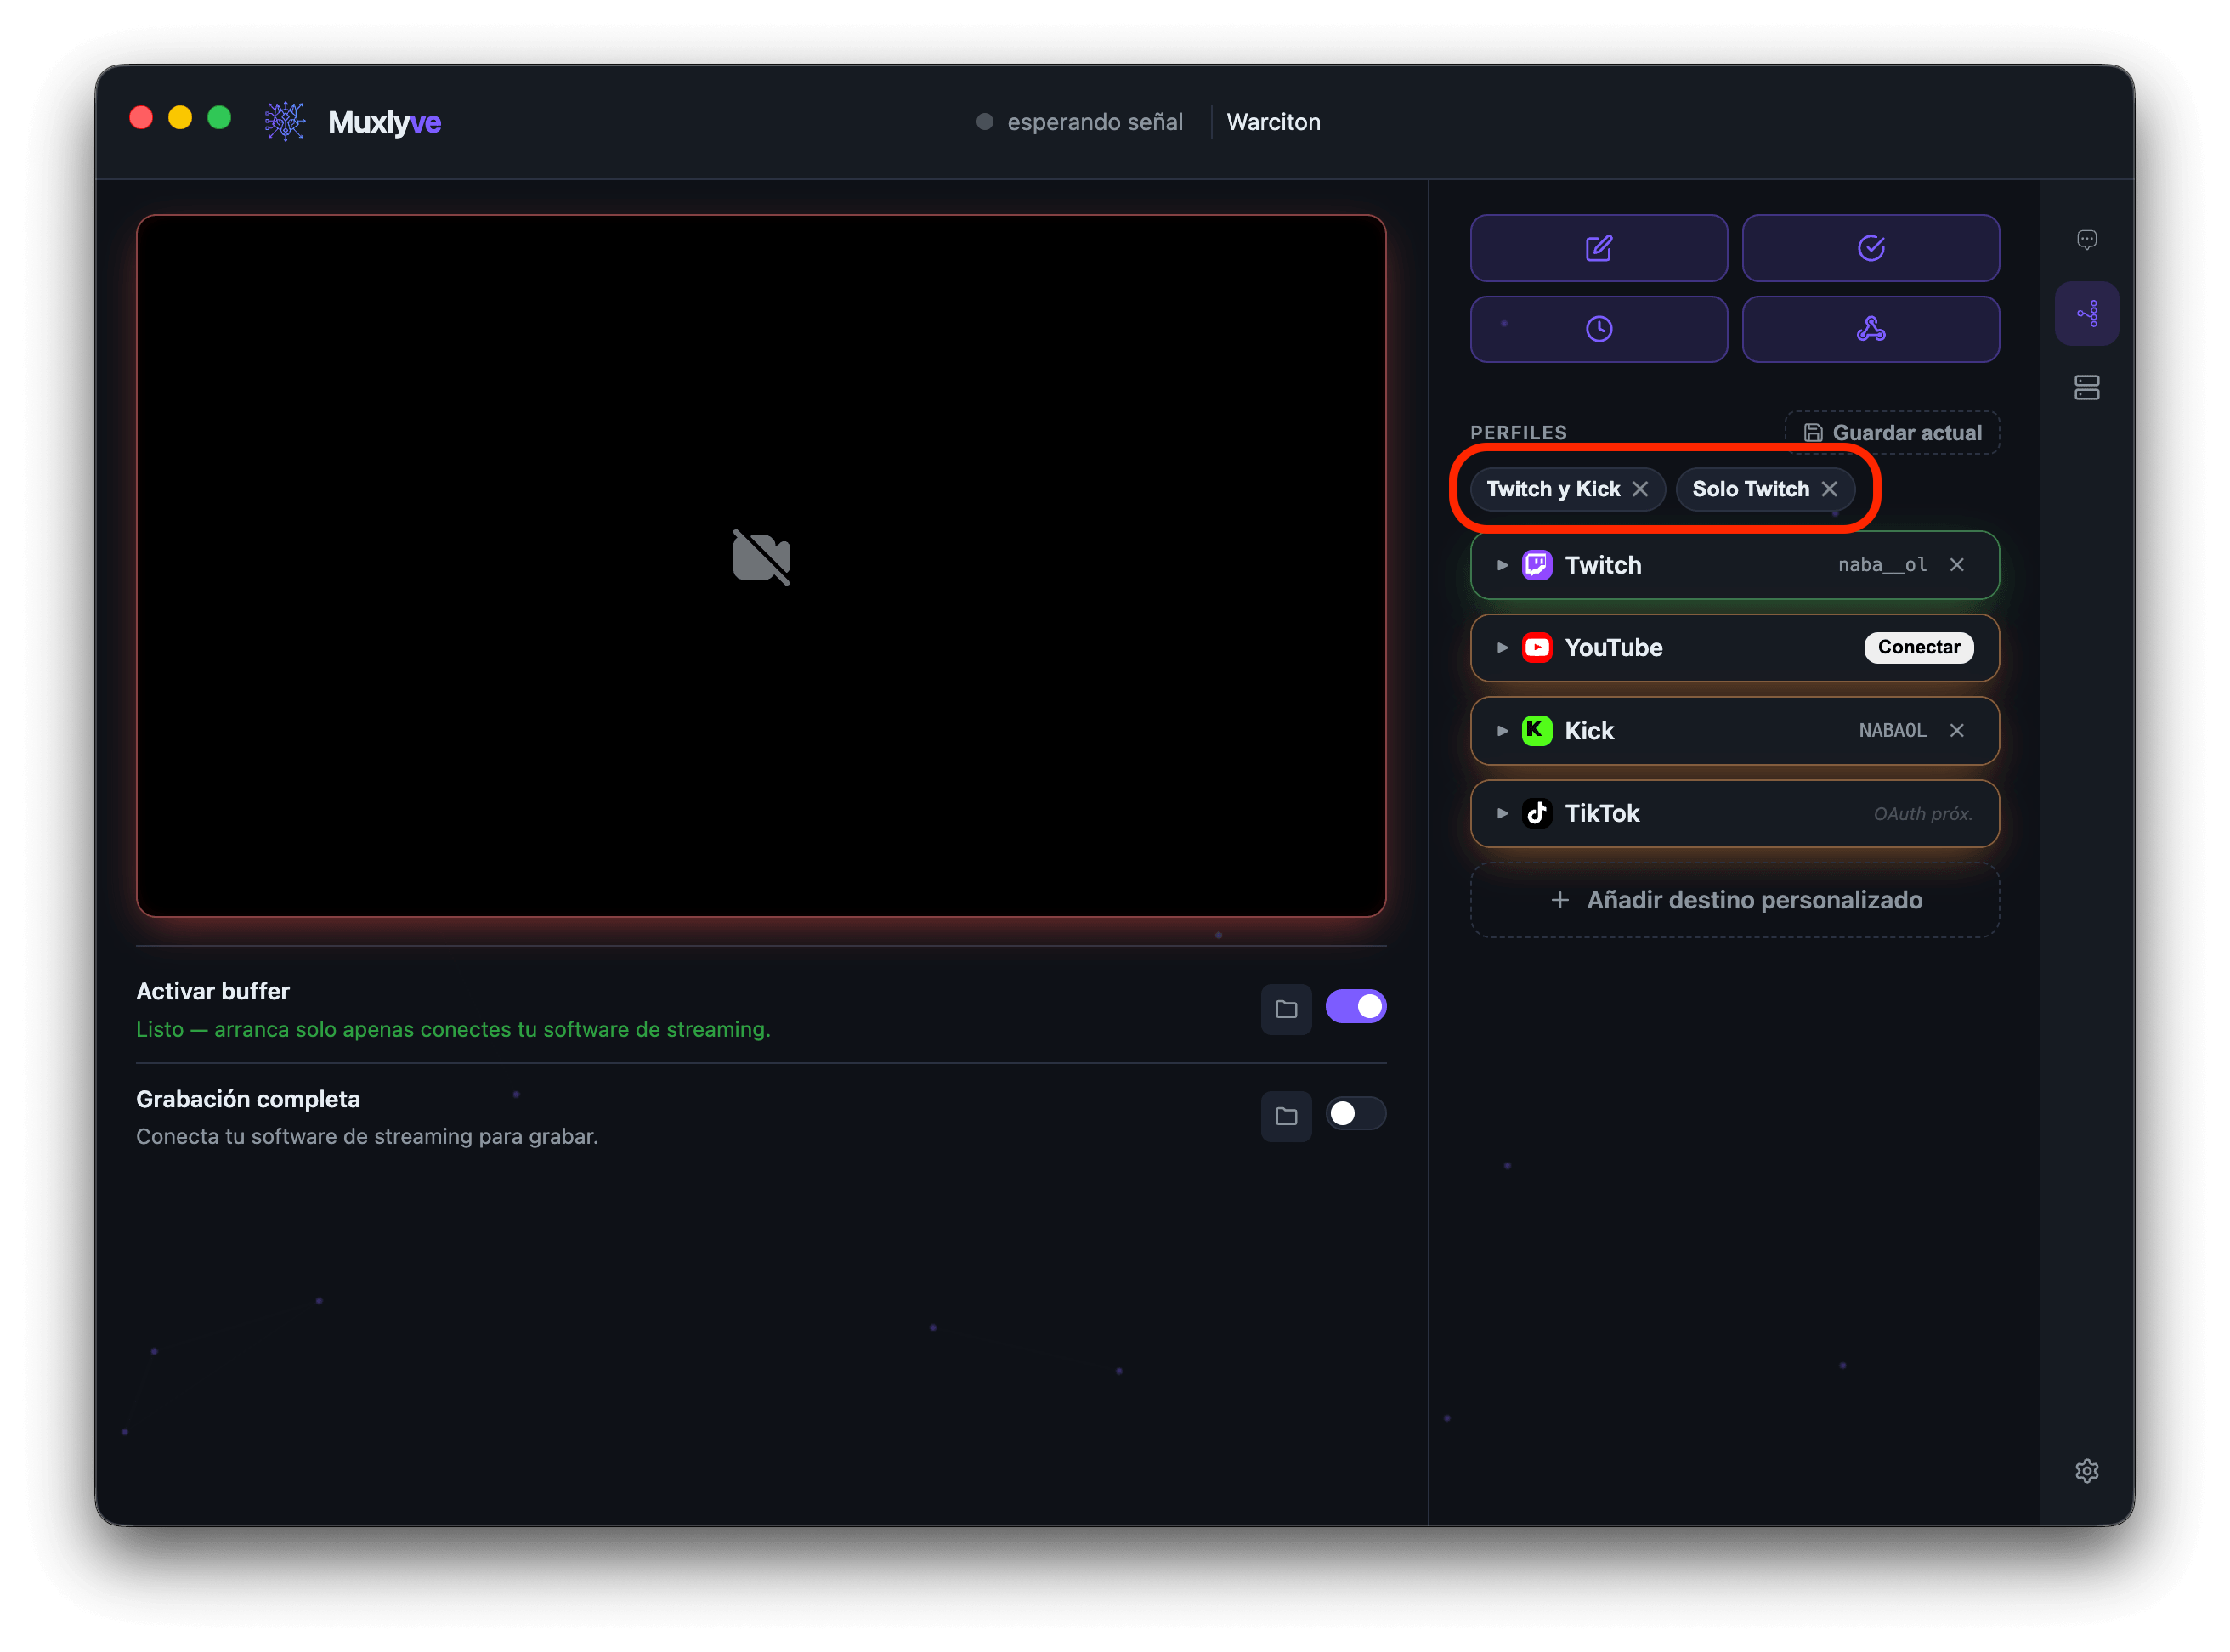 Muxlyve
esperando señal
Warciton
PERFILES
Guardar actual
Twitch y Kick
Solo Twitch
Twitch
naba__ol
YouTube
Conectar
Kick
NABAOL
TikTok
OAuth próx.
Añadir destino personalizado
Activar buffer
Listo — arranca solo apenas conectes tu software de streaming.
Grabación completa
Conecta tu software de streaming para grabar.